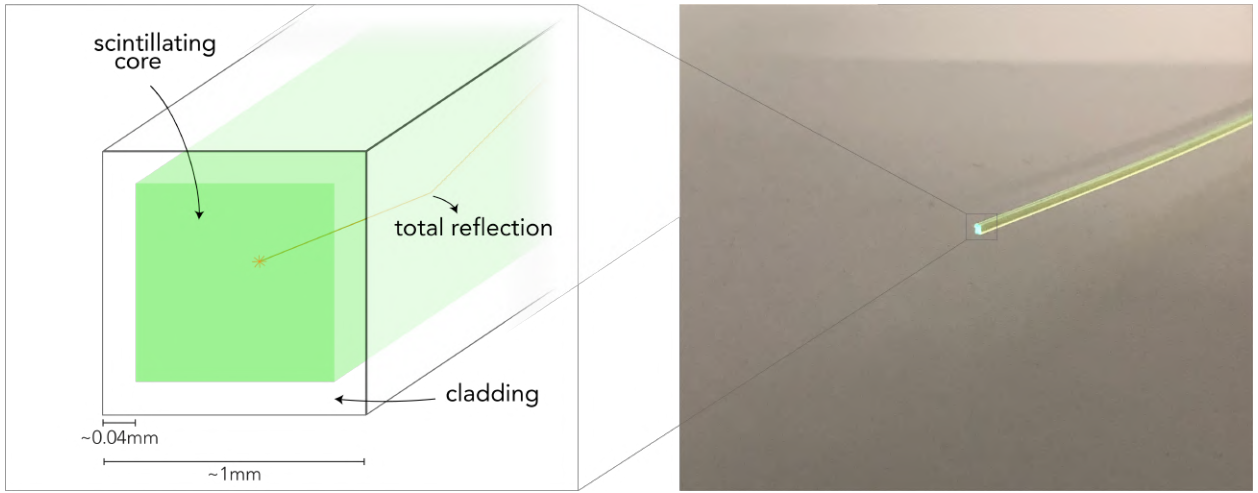 scintillating
core
total reflection
cladding
~0.04mm
~1mm